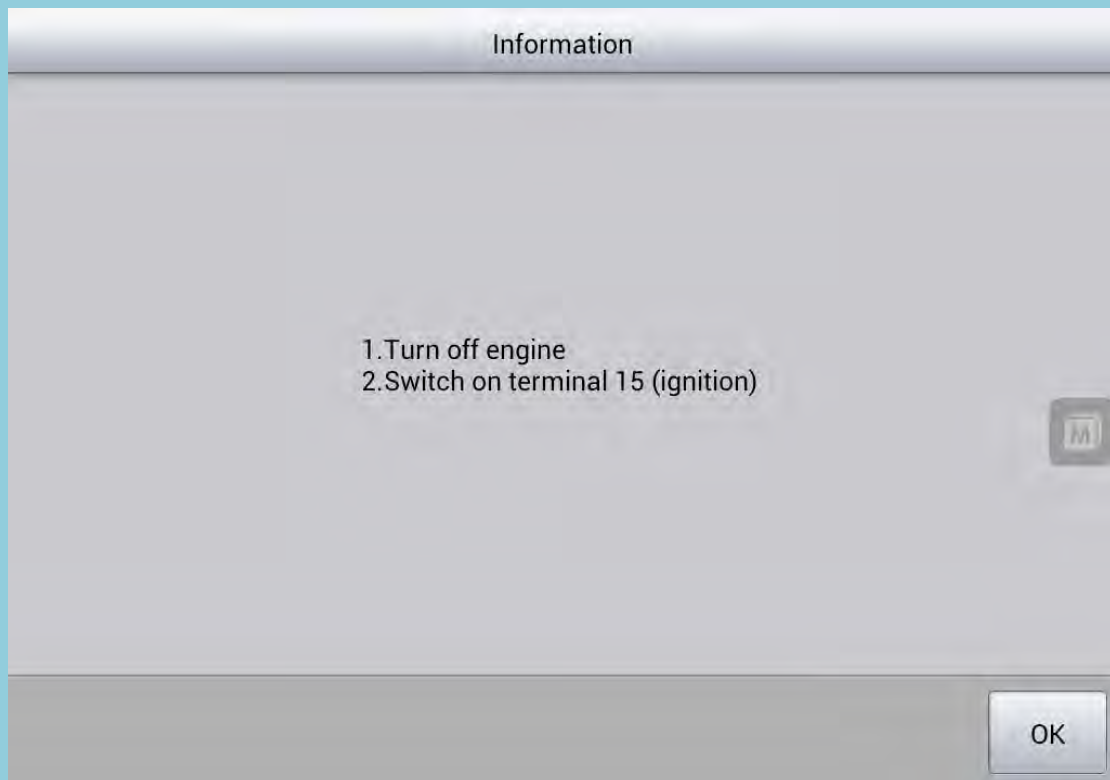 Information
1.Turn off engine
2.Switch on terminal 15 (ignition)
M
OK